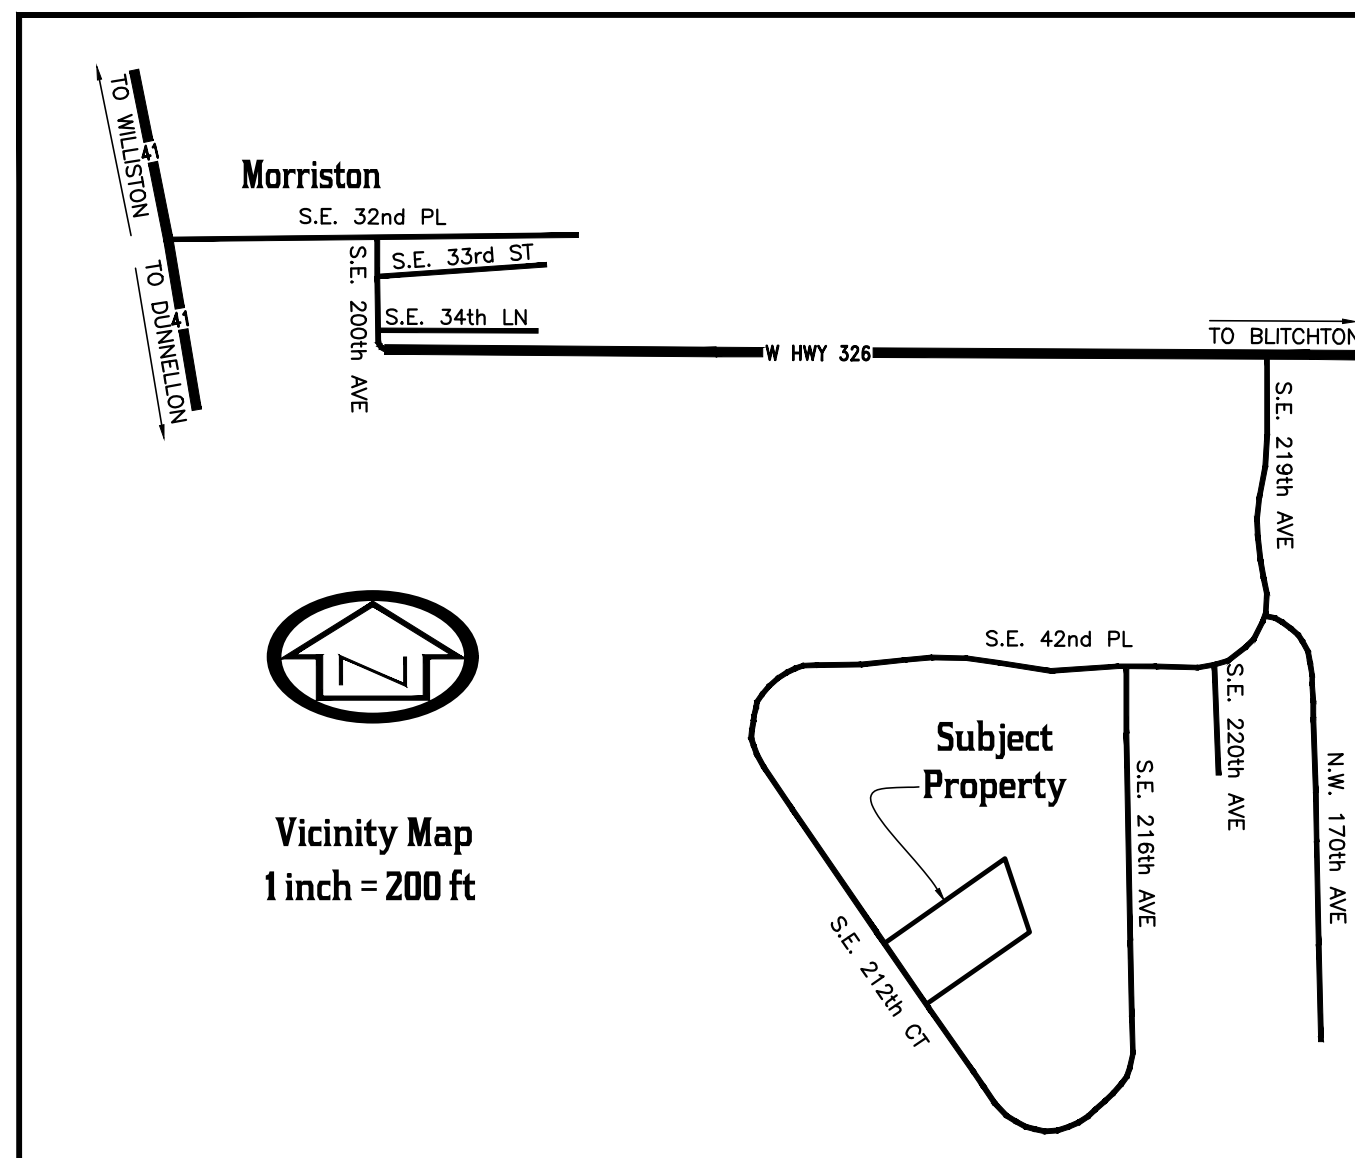 TO WILLISTON
41
Morriston
S.E. 32nd PL
S.E. 33rd ST
S.E. 200th AVE
TO DUNNELLON
41
S.E. 34th LN
W HWY 326
TO BLITCHTON
S.E. 219th AVE
N
S.E. 42nd PL
S.E. 220th AVE
Subject
Property
S.E. 216th AVE
N.W. 170th AVE
Vicinity Map
1 inch = 200 ft
S.E. 212th CT